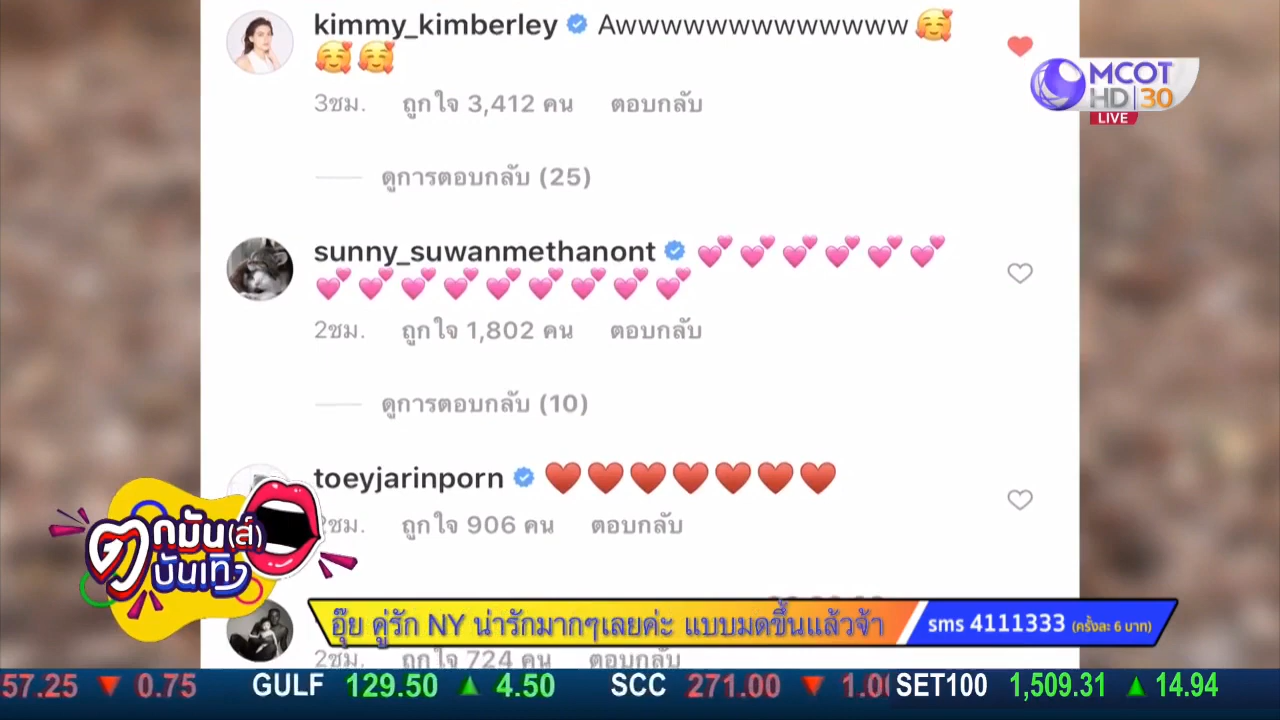 kimmy_kimberley Awwwwwwwwwwwwww 🥰
🥰🥰
3ชม. ถูกใจ 3,412 คน ตอบกลับ
ดูการตอบกลับ (25)
MCOT
HD 30
LIVE
sunny_suwanmethanont 💕💕💕💕💕💕
💕💕💕💕💕💕💕💕💕
2ชม. ถูกใจ 1,802 คน ตอบกลับ
ดูการตอบกลับ (10)
toeyjarinporn ❤️❤️❤️❤️❤️❤️❤️
2ชม. ถูกใจ 906 คน ตอบกลับ
ตกมัน(ส์)
บันเทิง
อุ๊ย คู่รัก NY น่ารักมากๆเลยค่ะ แบบมดขึ้นแล้วจ้า sms 4111333 (ครั้งละ 6 บาท)
2ชม. ถูกใจ 724 คน ตอบกลับ
57.25 ▼ 0.75 GULF 129.50 ▲ 4.50 SCC 271.00 ▼ 1.0 SET100 1,509.31 ▲ 14.94